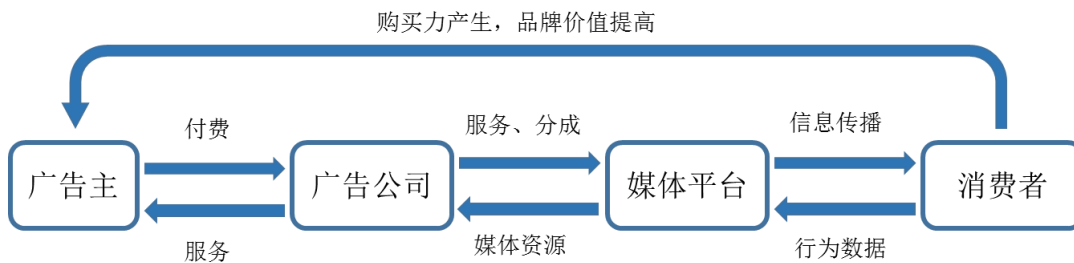 购买力产生，品牌价值提高
付费
服务、分成
信息传播
广告主
广告公司
媒体平台
消费者
服务
媒体资源
行为数据